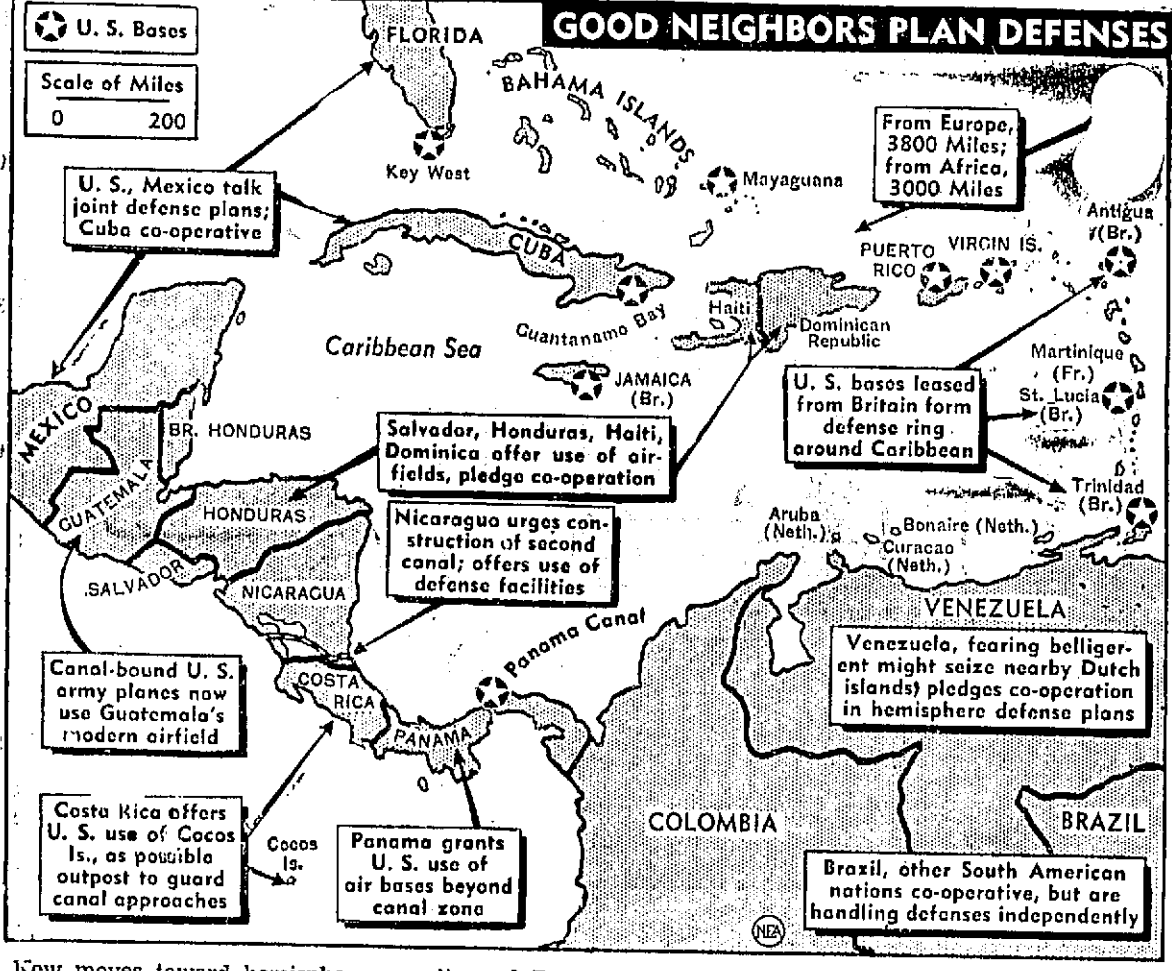 GOOD NEIGHBORS PLAN DEFENSES
U. S. Bases
Scale of Miles
0 200
FLORIDA
BAHAMA ISLANDS
Key West
Mayaguana
From Europe,
3800 Miles;
from Africa,
3000 Miles
U. S., Mexico talk
joint defense plans;
Cuba co-operative
CUBA
Guantanamo Bay
PUERTO
RICO
VIRGIN IS.
Antigua
(Br.)
Haiti
Dominican
Republic
Caribbean Sea
JAMAICA
(Br.)
Martinique
(Fr.)
St. Lucia
(Br.)
U. S. bases leased
from Britain form
defense ring
around Caribbean
MEXICO
BR. HONDURAS
GUATEMALA
HONDURAS
SALVADOR
NICARAGUA
Salvador, Honduras, Haiti,
Dominica offer use of air-
fields, pledge co-operation
Nicaragua urges con-
struction of second
canal; offers use of
defense facilities
Trinidad
(Br.)
Aruba
(Neth.)
Bonaire (Neth.)
Curacao
(Neth.)
VENEZUELA
Venezuela, fearing belliger-
ent might seize nearby Dutch
islands, pledges co-operation
in hemisphere defense plans
Panama Canal
COSTA
RICA
PANAMA
Canal-bound U. S.
army planes now
use Guatemala's
modern airfield
Costa Rica offers
U. S. use of Cocos
Is., as possible
outpost to guard
canal approaches
Cocos
Is.
Panama grants
U. S. use of
air bases beyond
canal zone
COLOMBIA
BRAZIL
Brazil, other South American
nations co-operative, but are
handling defenses independently
NEA
moves toward